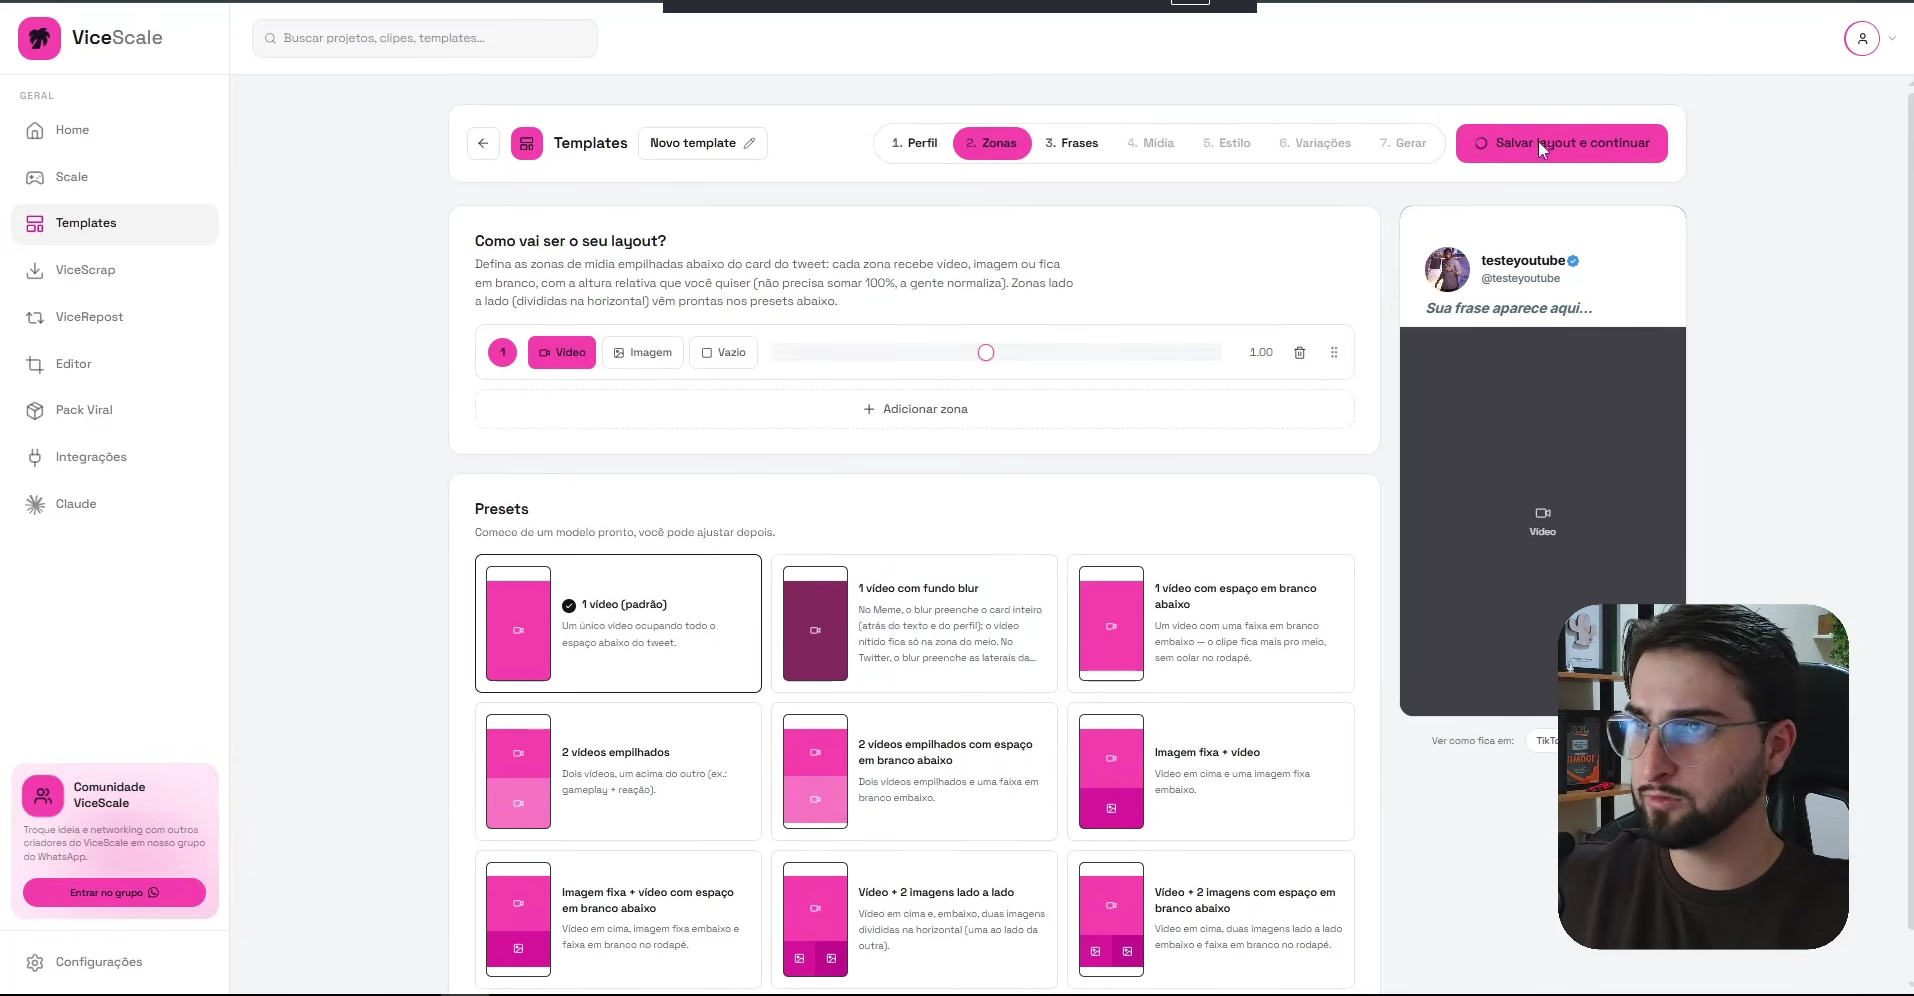 ViceScale
Buscar projetos, clipes, templates...
GERAL
Home
Scale
Templates
ViceScrap
ViceRepost
Editor
Pack Viral
Integrações
Claude
Comunidade
ViceScale
Troque ideia e networking com outros
criadores do ViceScale em nosso grupo
do WhatsApp.
Entrar no grupo
Configurações
Templates
Novo template
1. Perfil
2. Zonas
3. Frases
4. Mídia
5. Estilo
6. Variações
7. Gerar
Salvar layout e continuar
Como vai ser o seu layout?
Defina as zonas de mídia empilhadas abaixo do card do tweet: cada zona recebe vídeo, imagem ou fica
em branco, com a altura relativa que você quiser (não precisa somar 100%, a gente normaliza). Zonas lado
a lado (divididas na horizontal) vêm prontas nos presets abaixo.
1
Vídeo
Imagem
Vazio
1.00
Adicionar zona
Presets
Comece de um modelo pronto, você pode ajustar depois.
1 vídeo (padrão)
Um único vídeo ocupando todo o
espaço abaixo do tweet.
1 vídeo com fundo blur
No Meme, o blur preenche o card inteiro
(atrás do texto e do perfil); o vídeo
nítido fica só na zona do meio. No
Twitter, o blur preenche as laterais da...
1 vídeo com espaço em branco
abaixo
Um vídeo com uma faixa em branco
embaixo — o clipe fica mais pro meio,
sem colar no rodapé.
2 vídeos empilhados
Dois vídeos, um acima do outro (ex.:
gameplay + reação).
2 vídeos empilhados com espaço
em branco abaixo
Dois vídeos empilhados e uma faixa em
branco embaixo.
Imagem fixa + vídeo
Vídeo em cima e uma imagem fixa
embaixo.
Imagem fixa + vídeo com espaço
em branco abaixo
Vídeo em cima, imagem fixa embaixo e
faixa em branco no rodapé.
Vídeo + 2 imagens lado a lado
Vídeo em cima e, embaixo, duas imagens
divididas na horizontal (uma ao lado da
outra).
Vídeo + 2 imagens com espaço em
branco abaixo
Vídeo em cima, duas imagens lado a lado
embaixo e faixa em branco no rodapé.
testeyoutube
@testeyoutube
Sua frase aparece aqui...
Vídeo
Ver como fica em: